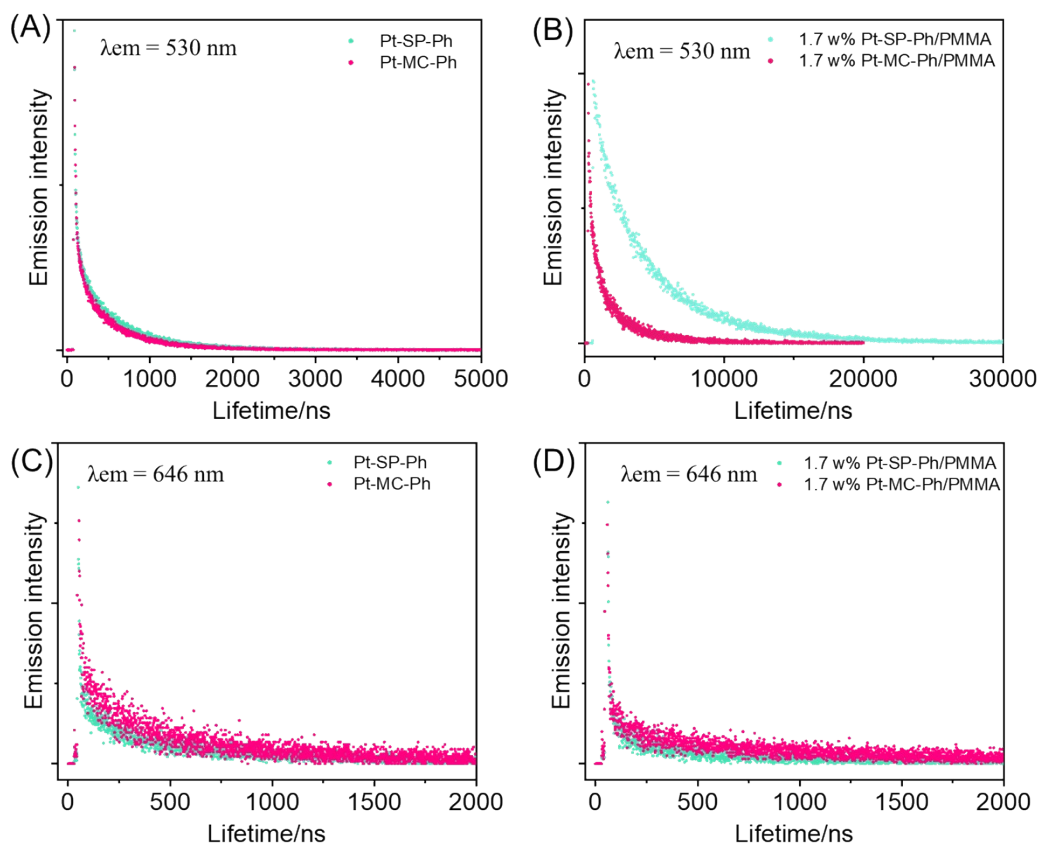 (A)
λem = 530 nm
Pt-SP-Ph
Pt-MC-Ph
Emission intensity
0 1000 2000 3000 4000 5000
Lifetime/ns
(B)
λem = 530 nm
1.7 w% Pt-SP-Ph/PMMA
1.7 w% Pt-MC-Ph/PMMA
Emission intensity
0 10000 20000 30000
Lifetime/ns
(C)
λem = 646 nm
Pt-SP-Ph
Pt-MC-Ph
Emission intensity
0 500 1000 1500 2000
Lifetime/ns
(D)
λem = 646 nm
1.7 w% Pt-SP-Ph/PMMA
1.7 w% Pt-MC-Ph/PMMA
Emission intensity
0 500 1000 1500 2000
Lifetime/ns